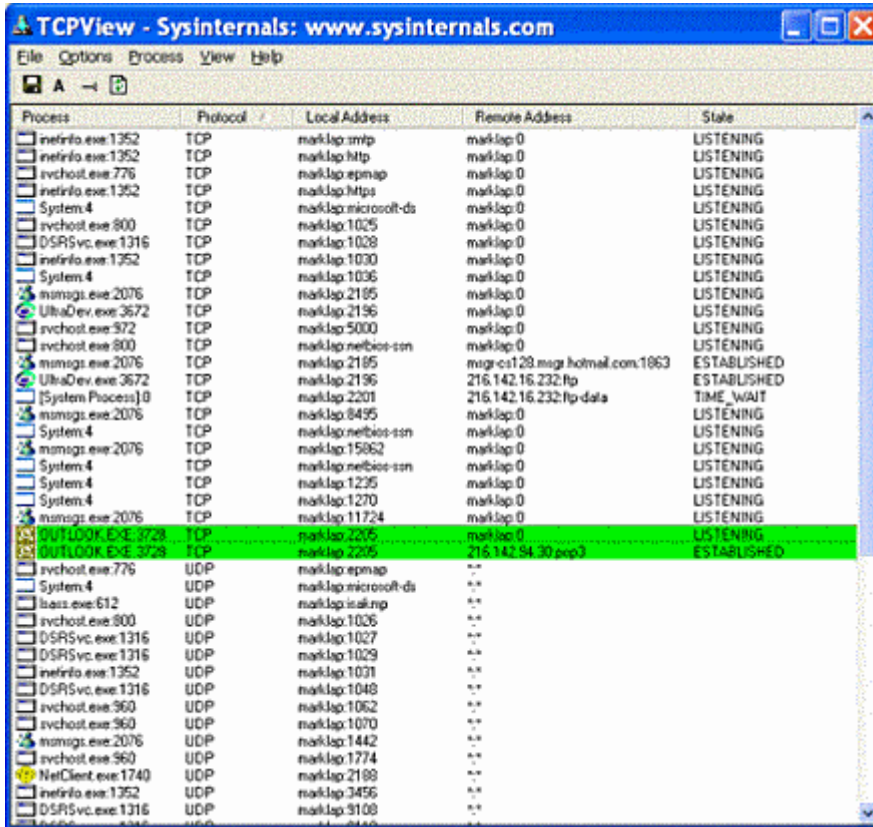 TCPView - Sysinternals: www.sysinternals.com
File Options Process View Help
A
Process Protocol Local Address Remote Address State
inetinfo.exe:1352 TCP marklap:smtp marklap:0 LISTENING
inetinfo.exe:1352 TCP marklap:http marklap:0 LISTENING
svchost.exe:776 TCP marklap:epmap marklap:0 LISTENING
inetinfo.exe:1352 TCP marklap:https marklap:0 LISTENING
System:4 TCP marklap:microsoft-ds marklap:0 LISTENING
svchost.exe:800 TCP marklap:1025 marklap:0 LISTENING
DSRSvc.exe:1316 TCP marklap:1028 marklap:0 LISTENING
inetinfo.exe:1352 TCP marklap:1030 marklap:0 LISTENING
System:4 TCP marklap:1036 marklap:0 LISTENING
msmsgs.exe:2076 TCP marklap:2185 marklap:0 LISTENING
UltraDev.exe:3672 TCP marklap:2196 marklap:0 LISTENING
svchost.exe:972 TCP marklap:5000 marklap:0 LISTENING
svchost.exe:800 TCP marklap:netbios-ssn marklap:0 LISTENING
msmsgs.exe:2076 TCP marklap:2185 msgr-cs128.msgr.hotmail.com:1863 ESTABLISHED
UltraDev.exe:3672 TCP marklap:2196 216.142.16.232:ftp ESTABLISHED
[System Process]:0 TCP marklap:2201 216.142.16.232:ftp-data TIME_WAIT
msmsgs.exe:2076 TCP marklap:8495 marklap:0 LISTENING
System:4 TCP marklap:netbios-ssn marklap:0 LISTENING
msmsgs.exe:2076 TCP marklap:15862 marklap:0 LISTENING
System:4 TCP marklap:netbios-ssn marklap:0 LISTENING
System:4 TCP marklap:1235 marklap:0 LISTENING
System:4 TCP marklap:1270 marklap:0 LISTENING
msmsgs.exe:2076 TCP marklap:11724 marklap:0 LISTENING
OUTLOOK.EXE:3728 TCP marklap:2205 marklap:0 LISTENING
OUTLOOK.EXE:3728 TCP marklap:2205 216.142.94.30:pop3 ESTABLISHED
svchost.exe:776 UDP marklap:epmap *:*
System:4 UDP marklap:microsoft-ds *:*
lsass.exe:612 UDP marklap:isakmp *:*
svchost.exe:800 UDP marklap:1026 *:*
DSRSvc.exe:1316 UDP marklap:1027 *:*
DSRSvc.exe:1316 UDP marklap:1029 *:*
inetinfo.exe:1352 UDP marklap:1031 *:*
DSRSvc.exe:1316 UDP marklap:1048 *:*
svchost.exe:960 UDP marklap:1062 *:*
svchost.exe:960 UDP marklap:1070 *:*
msmsgs.exe:2076 UDP marklap:1442 *:*
svchost.exe:960 UDP marklap:1774 *:*
NetClient.exe:1740 UDP marklap:2188 *:*
inetinfo.exe:1352 UDP marklap:3456 *:*
DSRSvc.exe:1316 UDP marklap:9108 *:*